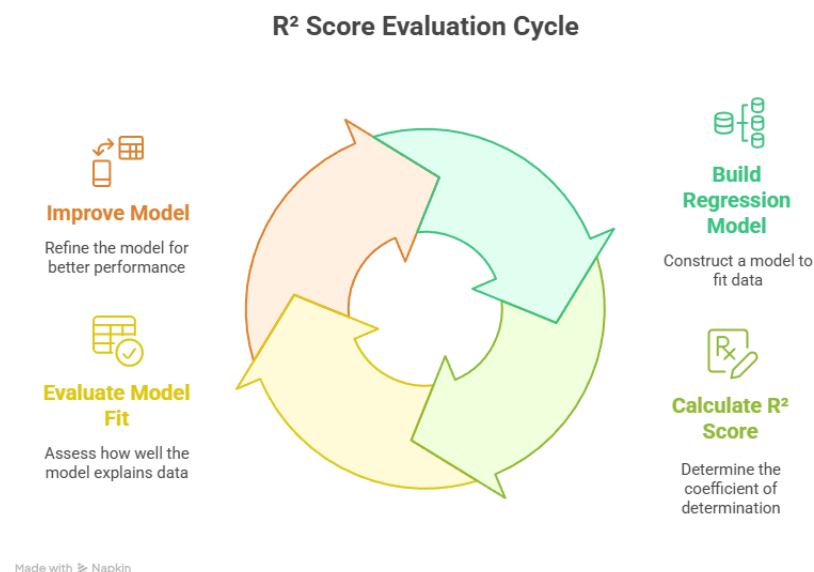 R² Score Evaluation Cycle
Improve Model
Refine the model for
better performance
Build
Regression
Model
Construct a model to
fit data
Evaluate Model
Fit
Assess how well the
model explains data
Rx
Calculate R²
Score
Determine the
coefficient of
determination
Made with Napkin